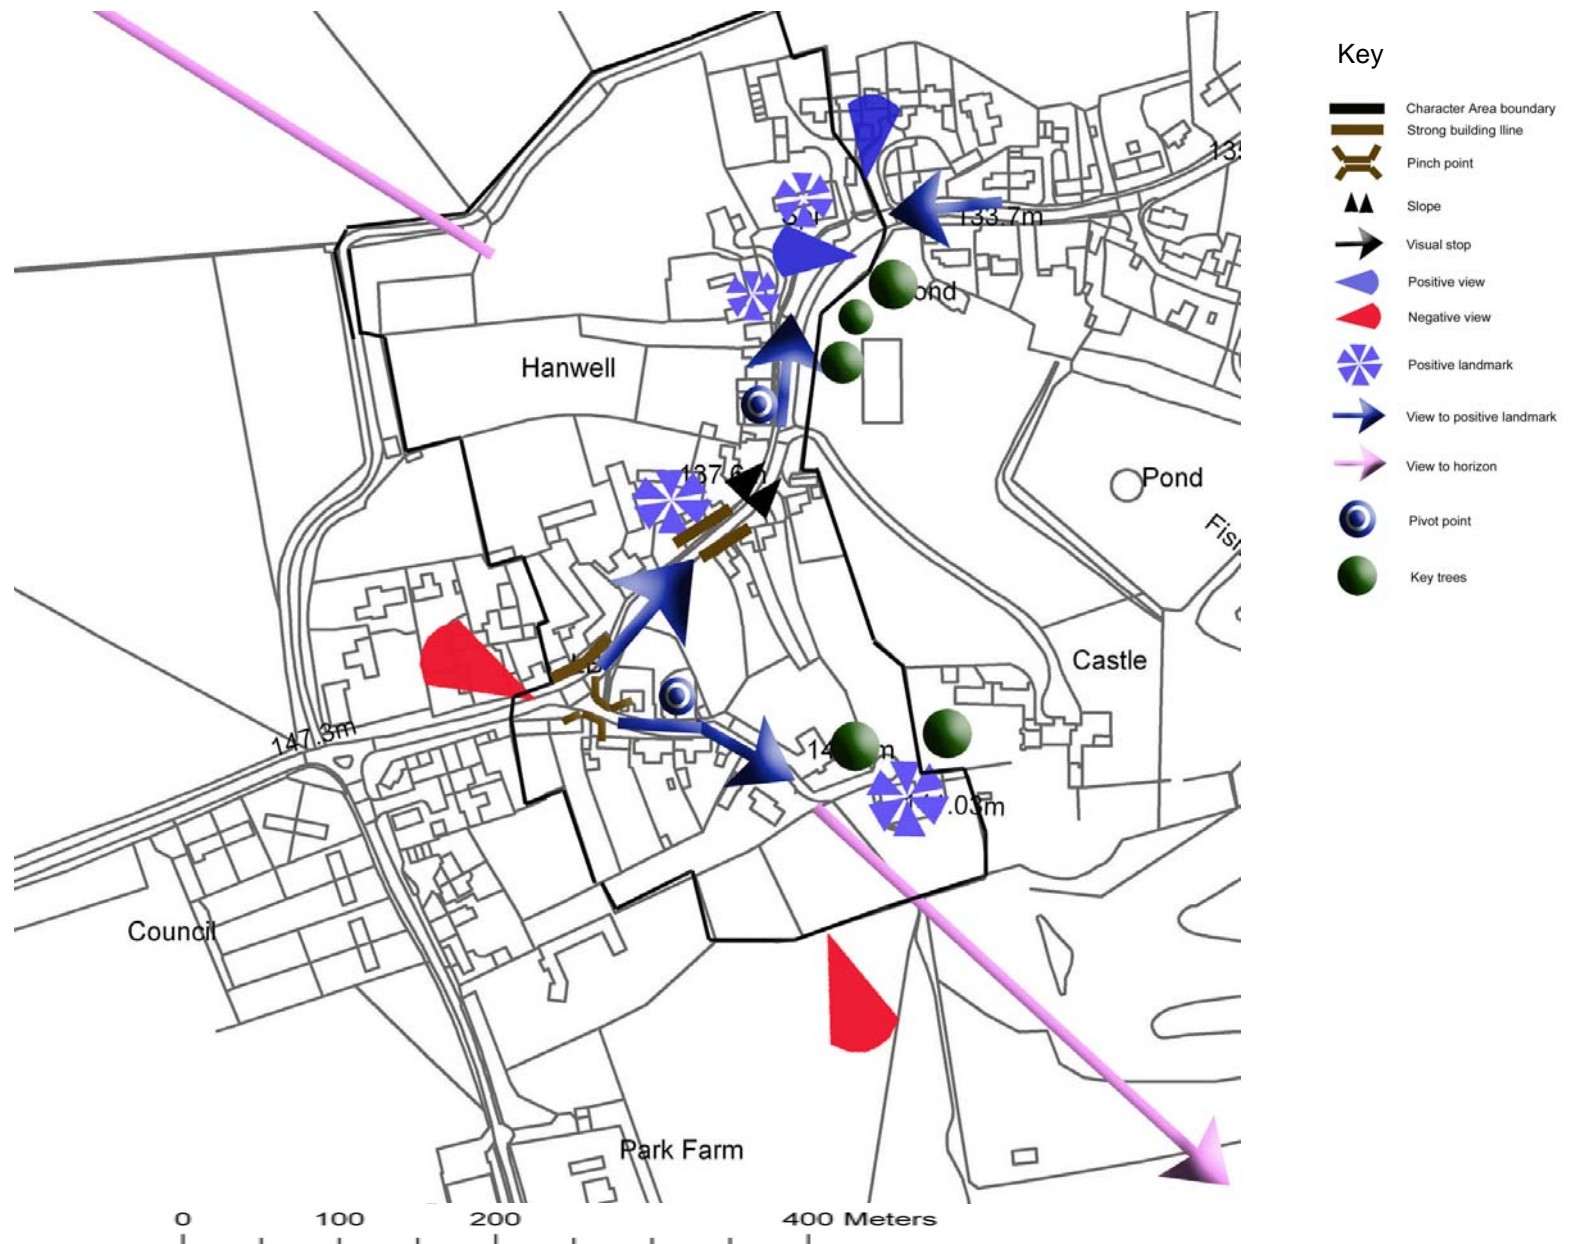 Key
Character Area boundary
Strong building lline
Pinch point
Slope
Visual stop
Positive view
Negative view
Positive landmark
View to positive landmark
View to horizon
Pivot point
Key trees
133.7m
Hanwell
Pond
Castle
147.3m
Council
Park Farm
0 100 200 400 Meters